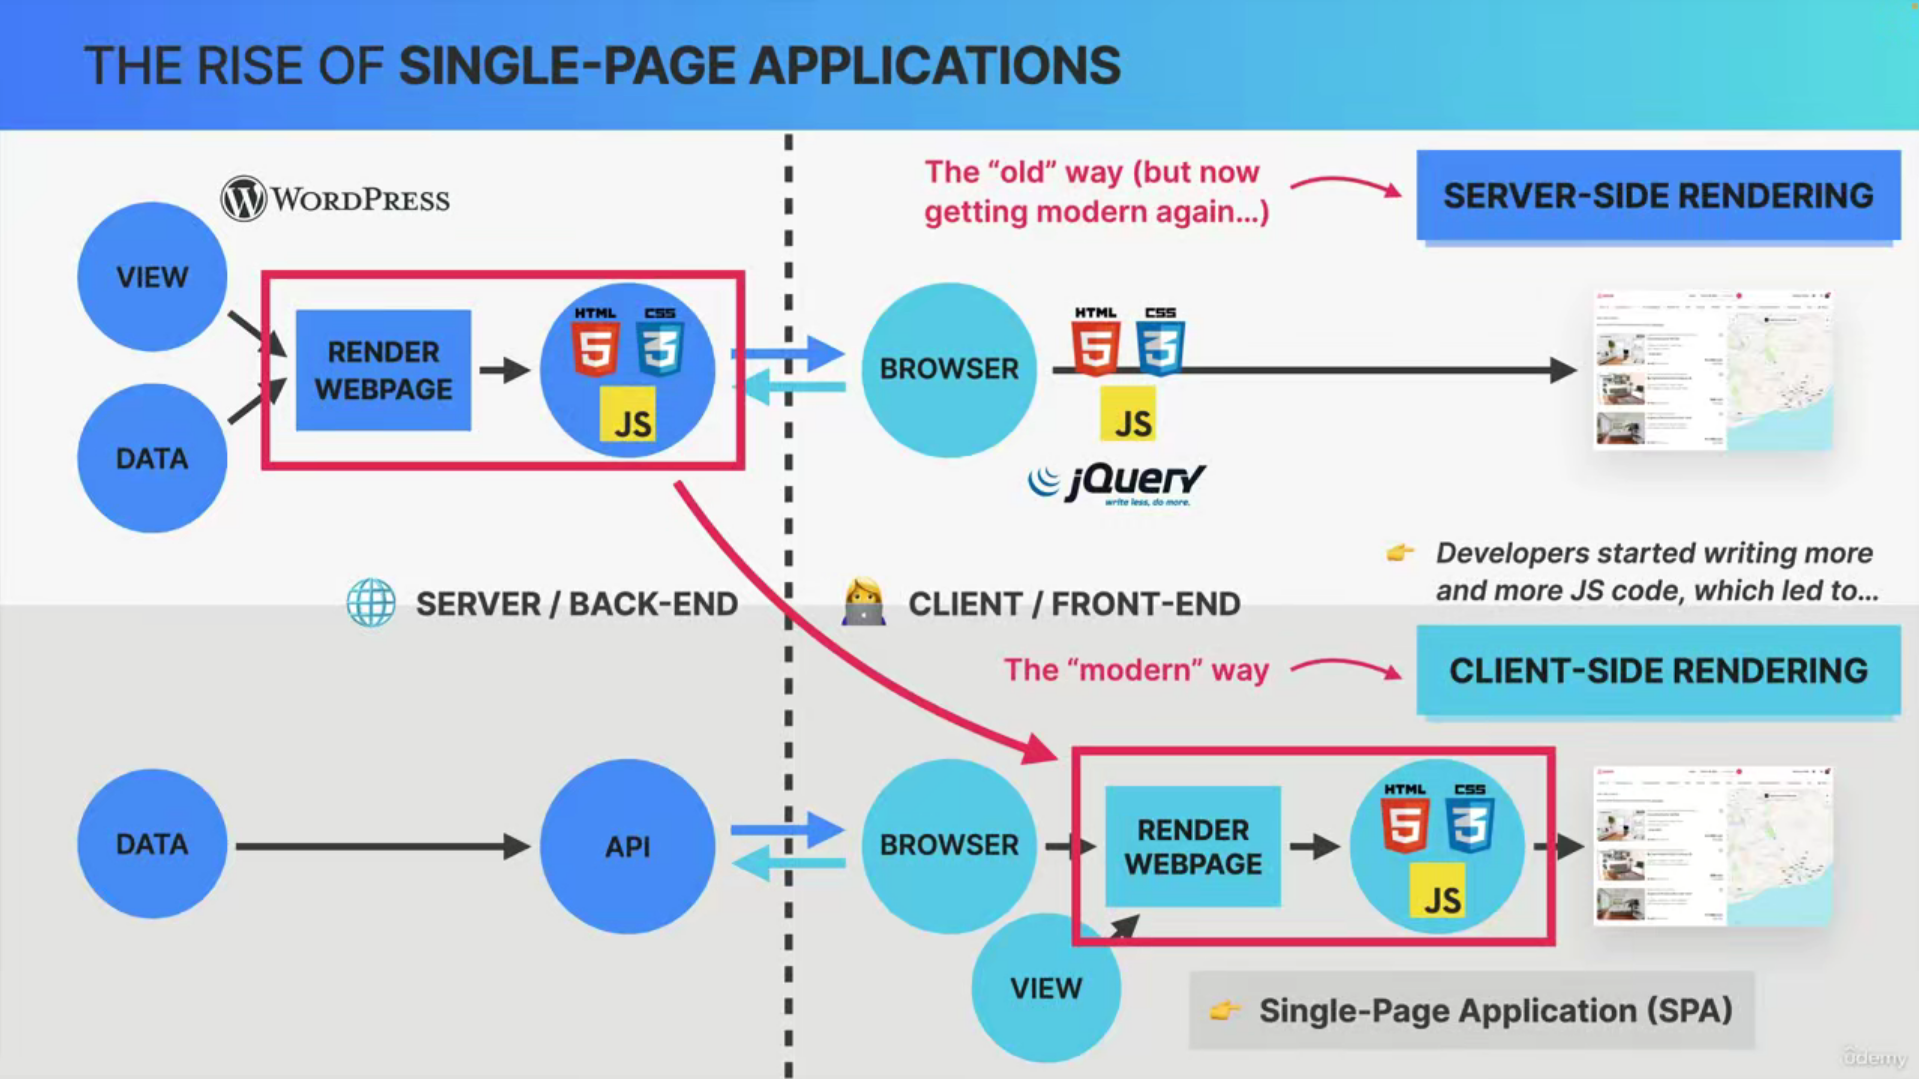 THE RISE OF SINGLE-PAGE APPLICATIONS
WORDPRESS
The “old” way (but now
getting modern again...)
SERVER-SIDE RENDERING
VIEW
DATA
RENDER
WEBPAGE
HTML
5
CSS
3
JS
BROWSER
HTML
5
CSS
3
JS
jQuery
write less, do more.
👉 Developers started writing more
and more JS code, which led to...
SERVER / BACK-END
CLIENT / FRONT-END
The “modern” way
CLIENT-SIDE RENDERING
DATA
API
BROWSER
VIEW
RENDER
WEBPAGE
HTML
5
CSS
3
JS
👉 Single-Page Application (SPA)
ûdemy